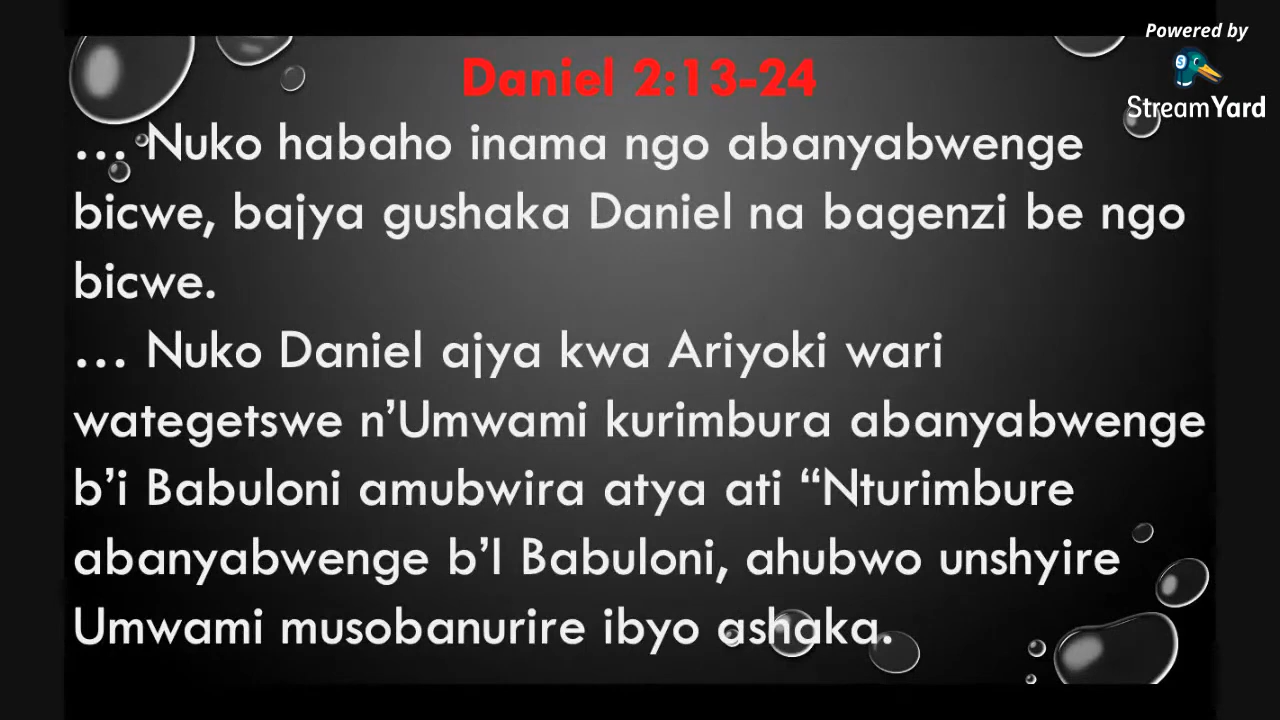 Powered by
StreamYard
Daniel 2:13-24
… Nuko habaho inama ngo abanyabwenge
bicwe, bajya gushaka Daniel na bagenzi be ngo
bicwe.
… Nuko Daniel ajya kwa Ariyoki wari
wategetswe n’Umwami kurimbura abanyabwenge
b’i Babuloni amubwira atya ati “Nturimbure
abanyabwenge b’I Babuloni, ahubwo unshyire
Umwami musobanurire ibyo ashaka.